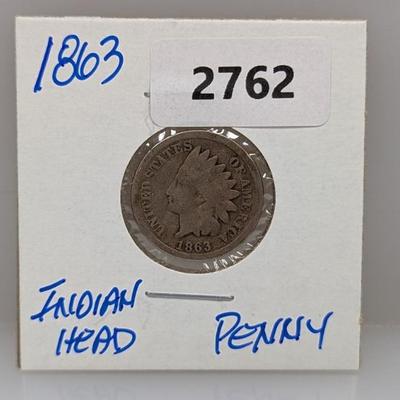 1863
2762
UNITED STATES OF AMERICA
1863
INDIAN
HEAD
PENNY